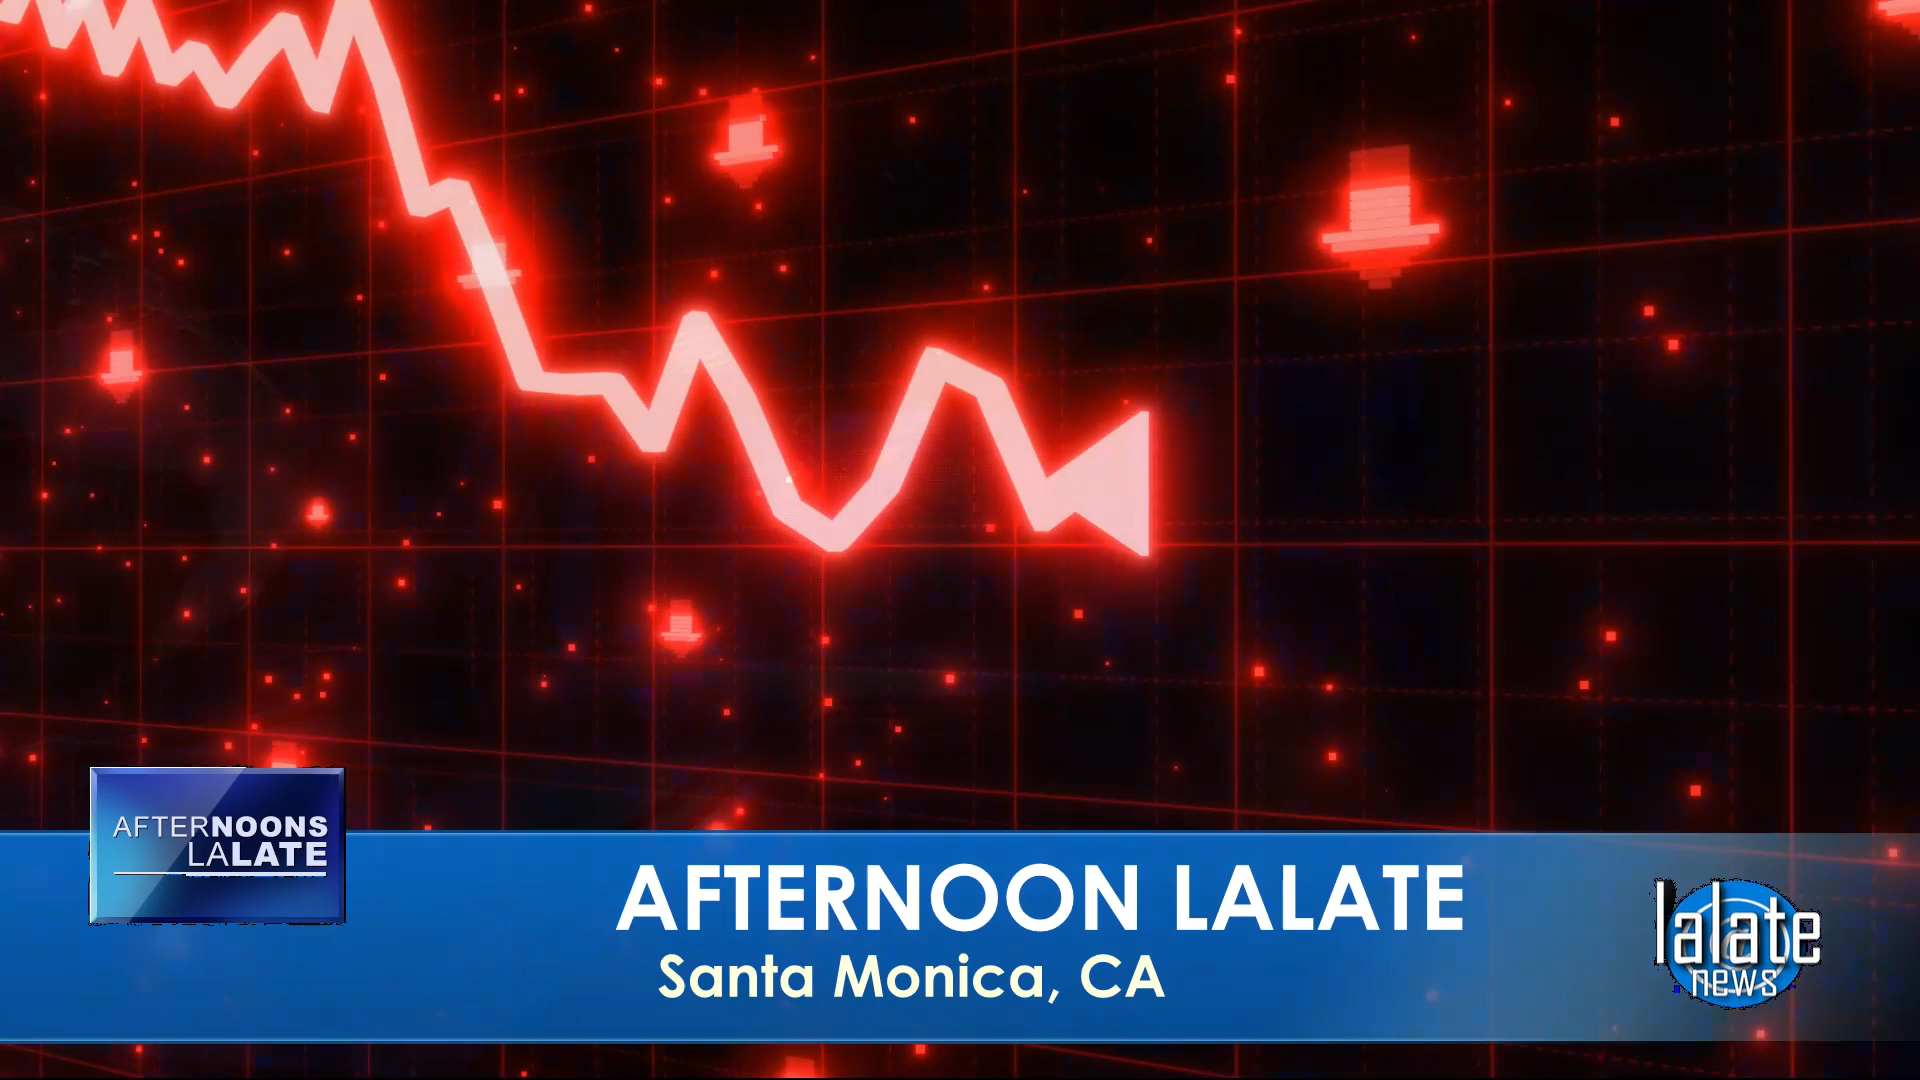 AFTERNOONS
LALATE
AFTERNOON LALATE
Santa Monica, CA
lalate
news